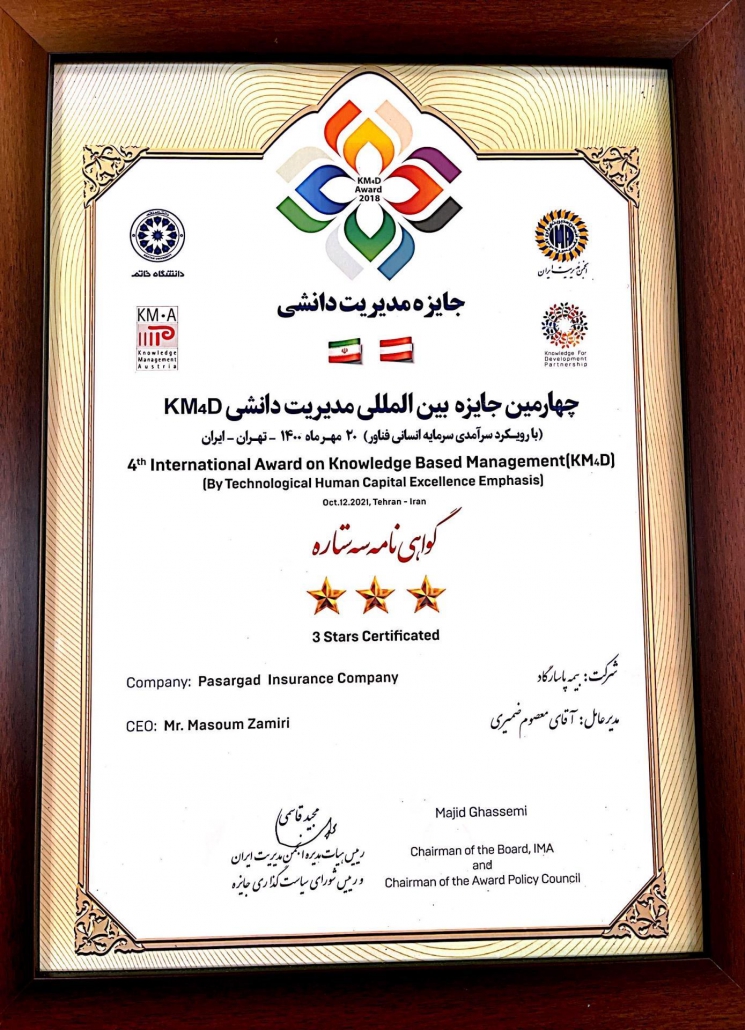 KM4D
Award
2018
دانشگاه خاتم
انجمن مدیریت ایران
جایزه مدیریت دانشی
KM•A
Knowledge
Management
Austria
Knowledge For
Development
Partnership
چهارمین جایزه بین المللی مدیریت دانشی KM4D
(با رویکرد سرآمدی سرمایه انسانی فناور) ۲۰ مهر ماه ۱۴۰۰ - تهران - ایران
4th International Award on Knowledge Based Management(KM4D)
(By Technological Human Capital Excellence Emphasis)
Oct.12.2021, Tehran - Iran
گواهی نامه سه ستاره
3 Stars Certificated
شرکت: بیمه پاسارگاد
Company: Pasargad Insurance Company
مدیرعامل: آقای معصوم ضمیری
CEO: Mr. Masoum Zamiri
مجید قاسمی
رییس هیات مدیره انجمن مدیریت ایران
و رییس شورای سیاست گذاری جایزه
Majid Ghassemi
Chairman of the Board, IMA
and
Chairman of the Award Policy Council